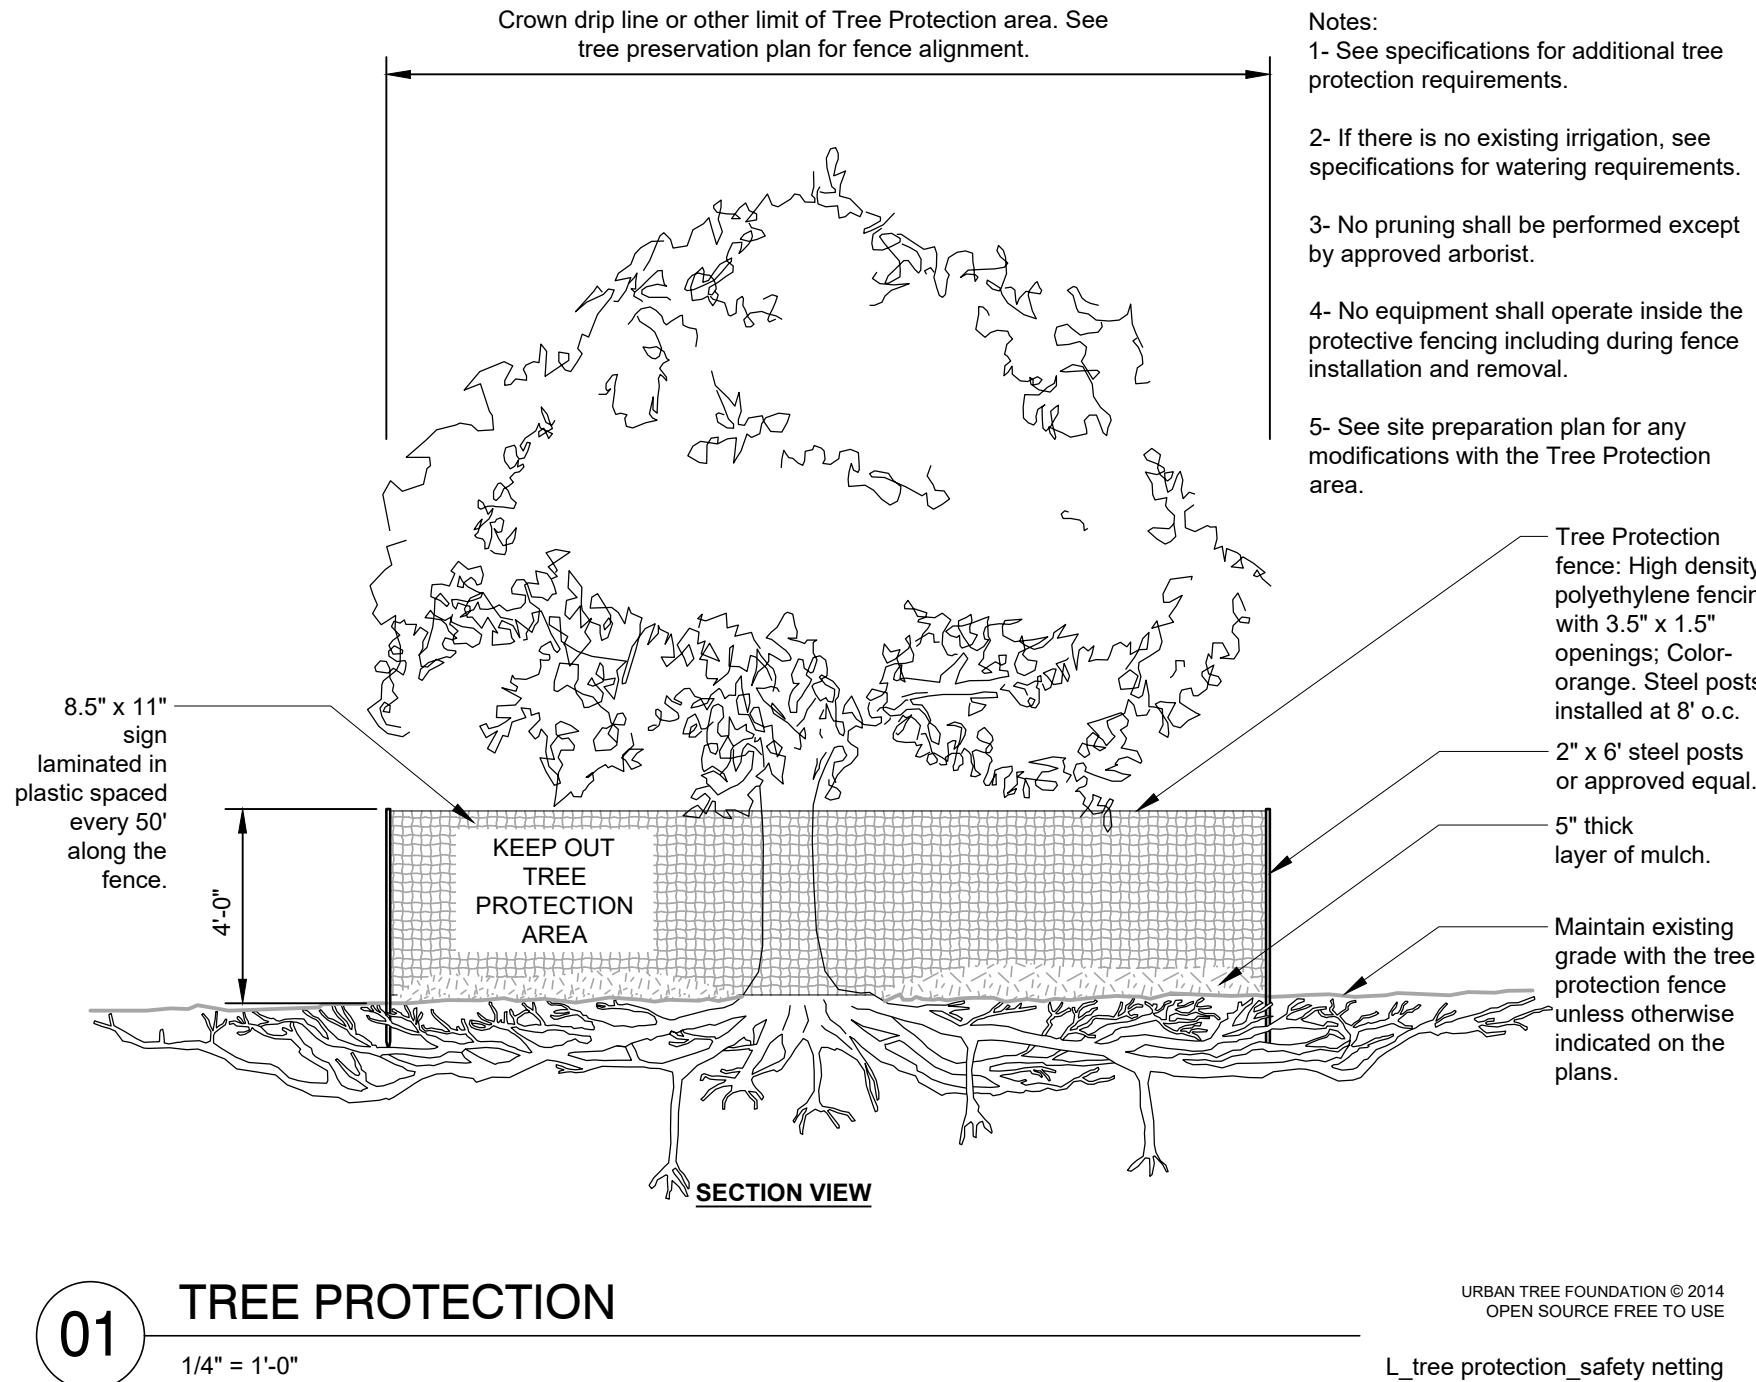 Crown drip line or other limit of Tree Protection area. See
tree preservation plan for fence alignment.
Notes:
1- See specifications for additional tree
protection requirements.
2- If there is no existing irrigation, see
specifications for watering requirements.
3- No pruning shall be performed except
by approved arborist.
4- No equipment shall operate inside the
protective fencing including during fence
installation and removal.
5- See site preparation plan for any
modifications with the Tree Protection
area.
Tree Protection
fence: High density
polyethylene fencin
with 3.5" x 1.5"
openings; Color-
orange. Steel posts
installed at 8' o.c.
2" x 6' steel posts
or approved equal.
5" thick
layer of mulch.
Maintain existing
grade with the tree
protection fence
unless otherwise
indicated on the
plans.
8.5" x 11"
sign
laminated in
plastic spaced
every 50'
along the
fence.
4'-0"
KEEP OUT
TREE
PROTECTION
AREA
SECTION VIEW
01
TREE PROTECTION
1/4" = 1'-0"
URBAN TREE FOUNDATION © 2014
OPEN SOURCE FREE TO USE
L_tree protection_safety netting